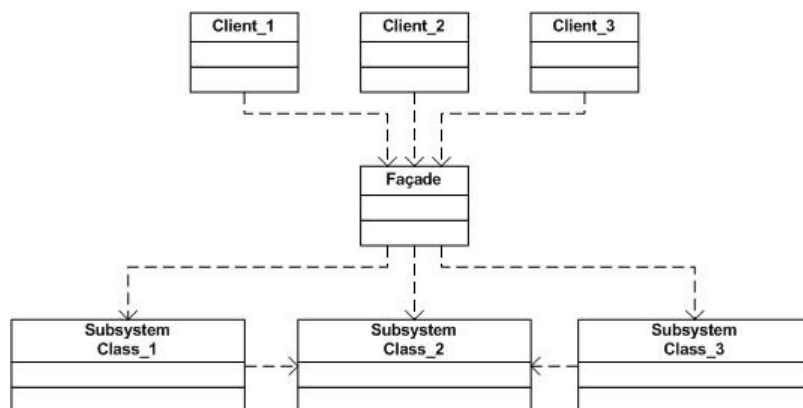 Client_1
Client_2
Client_3
Façade
Subsystem
Class_1
Subsystem
Class_2
Subsystem
Class_3